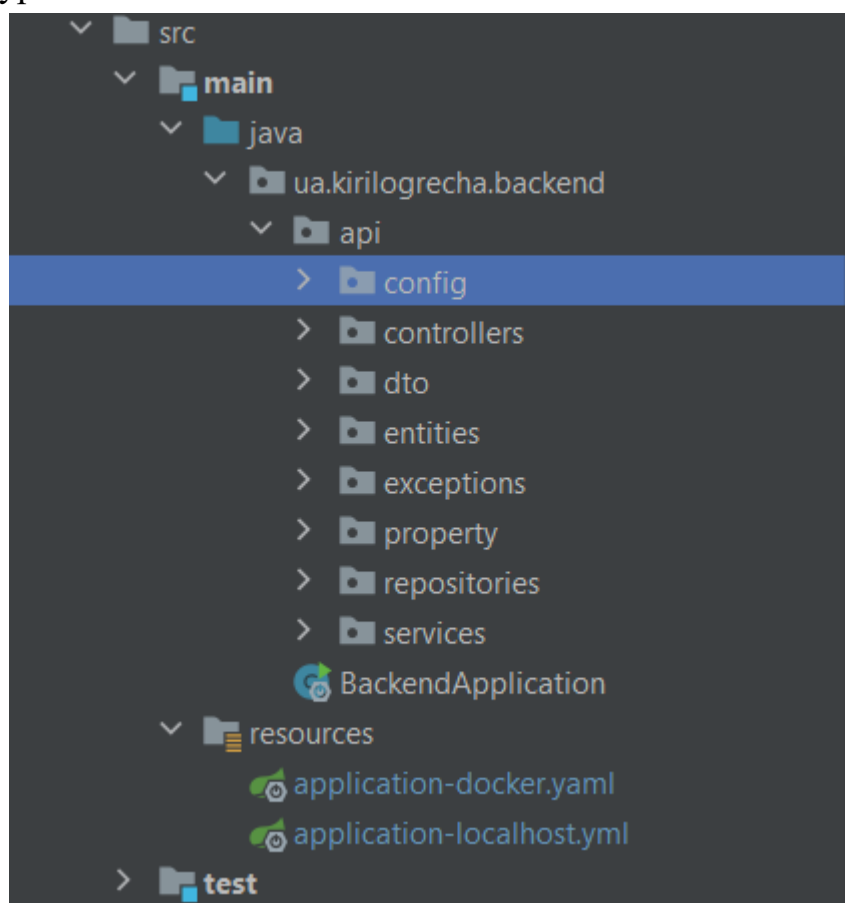 src
main
java
ua.kirilogrecha.backend
api
config
controllers
dto
entities
exceptions
property
repositories
services
BackendApplication
resources
application-docker.yaml
application-localhost.yml
test